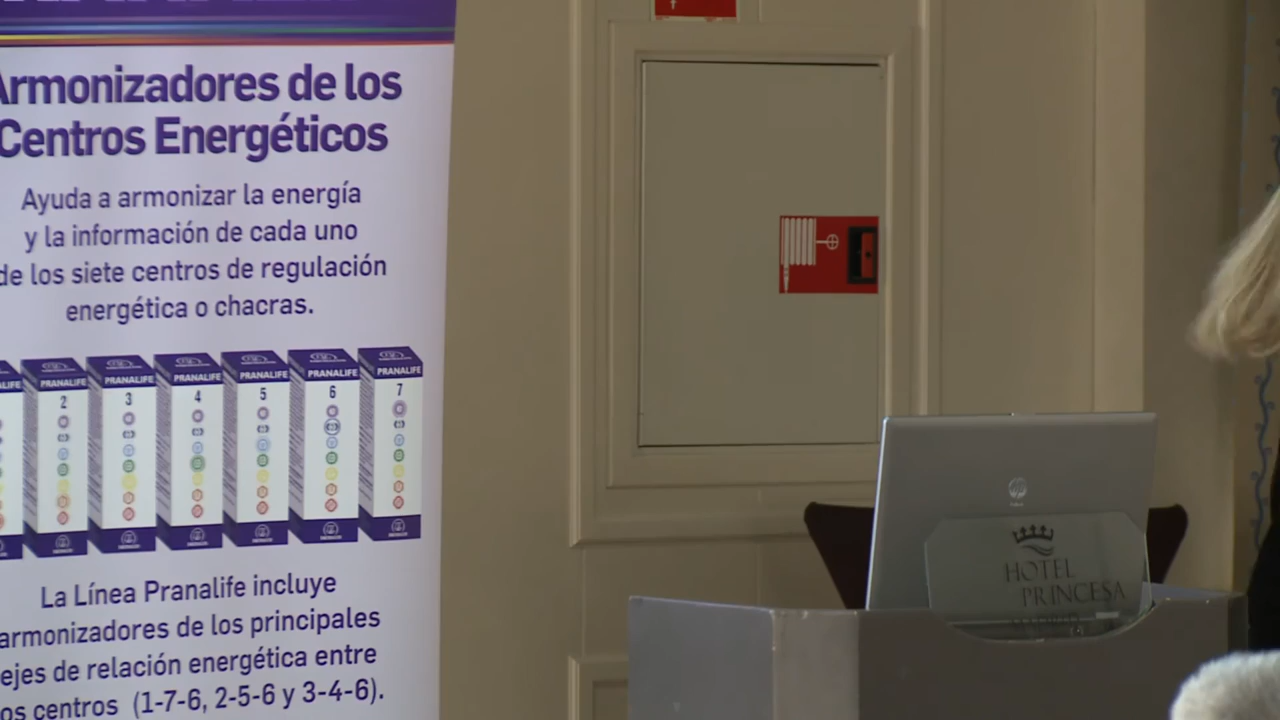 Armonizadores de los
Centros Energéticos
Ayuda a armonizar la energía
y la información de cada uno
de los siete centros de regulación
energética o chacras.
PRANALIFE PRANALIFE PRANALIFE PRANALIFE PRANALIFE PRANALIFE
2 3 4 5 6 7
La Línea Pranalife incluye
armonizadores de los principales
ejes de relación energética entre
os centros (1-7-6, 2-5-6 y 3-4-6).
hp
HOTEL
PRINCESA